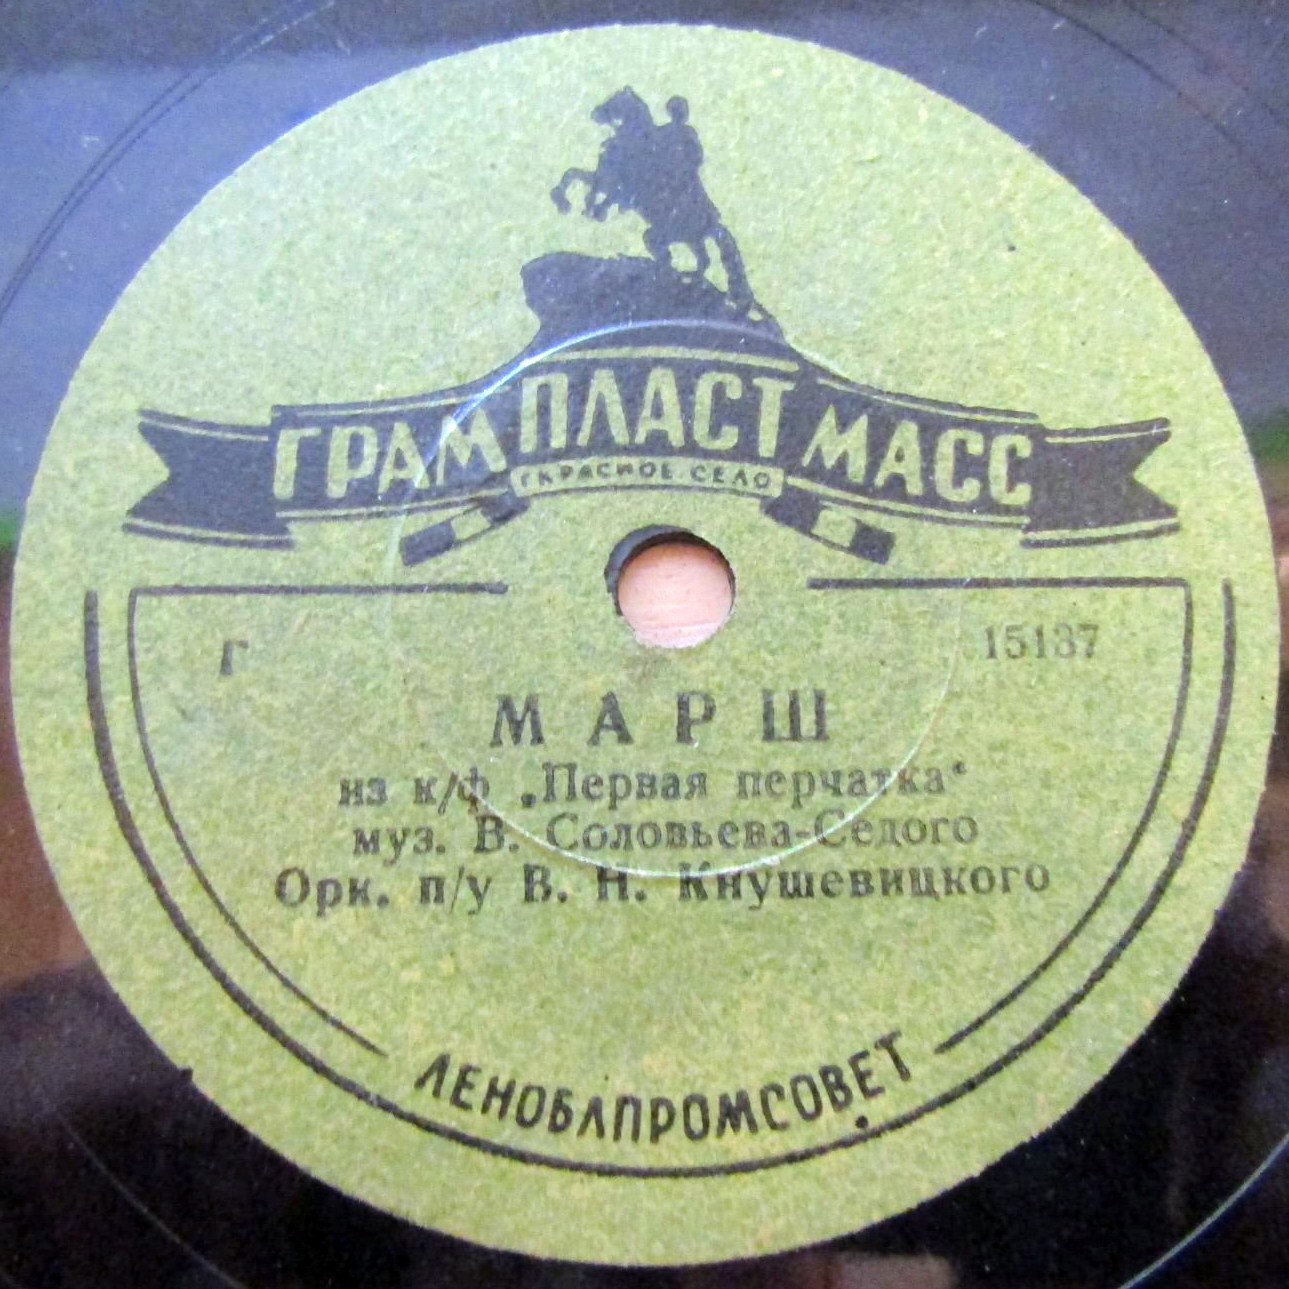 ГРАМПЛАСТМАСС
Г КРАСНОЕ СЕЛО
Г 15137
МАРШ
из к/ф „Первая перчатка“
муз. В. Соловьева-Седого
Орк. п/у В. Н. Кнушевицкого
ЛЕНОБЛПРОМСОВЕТ